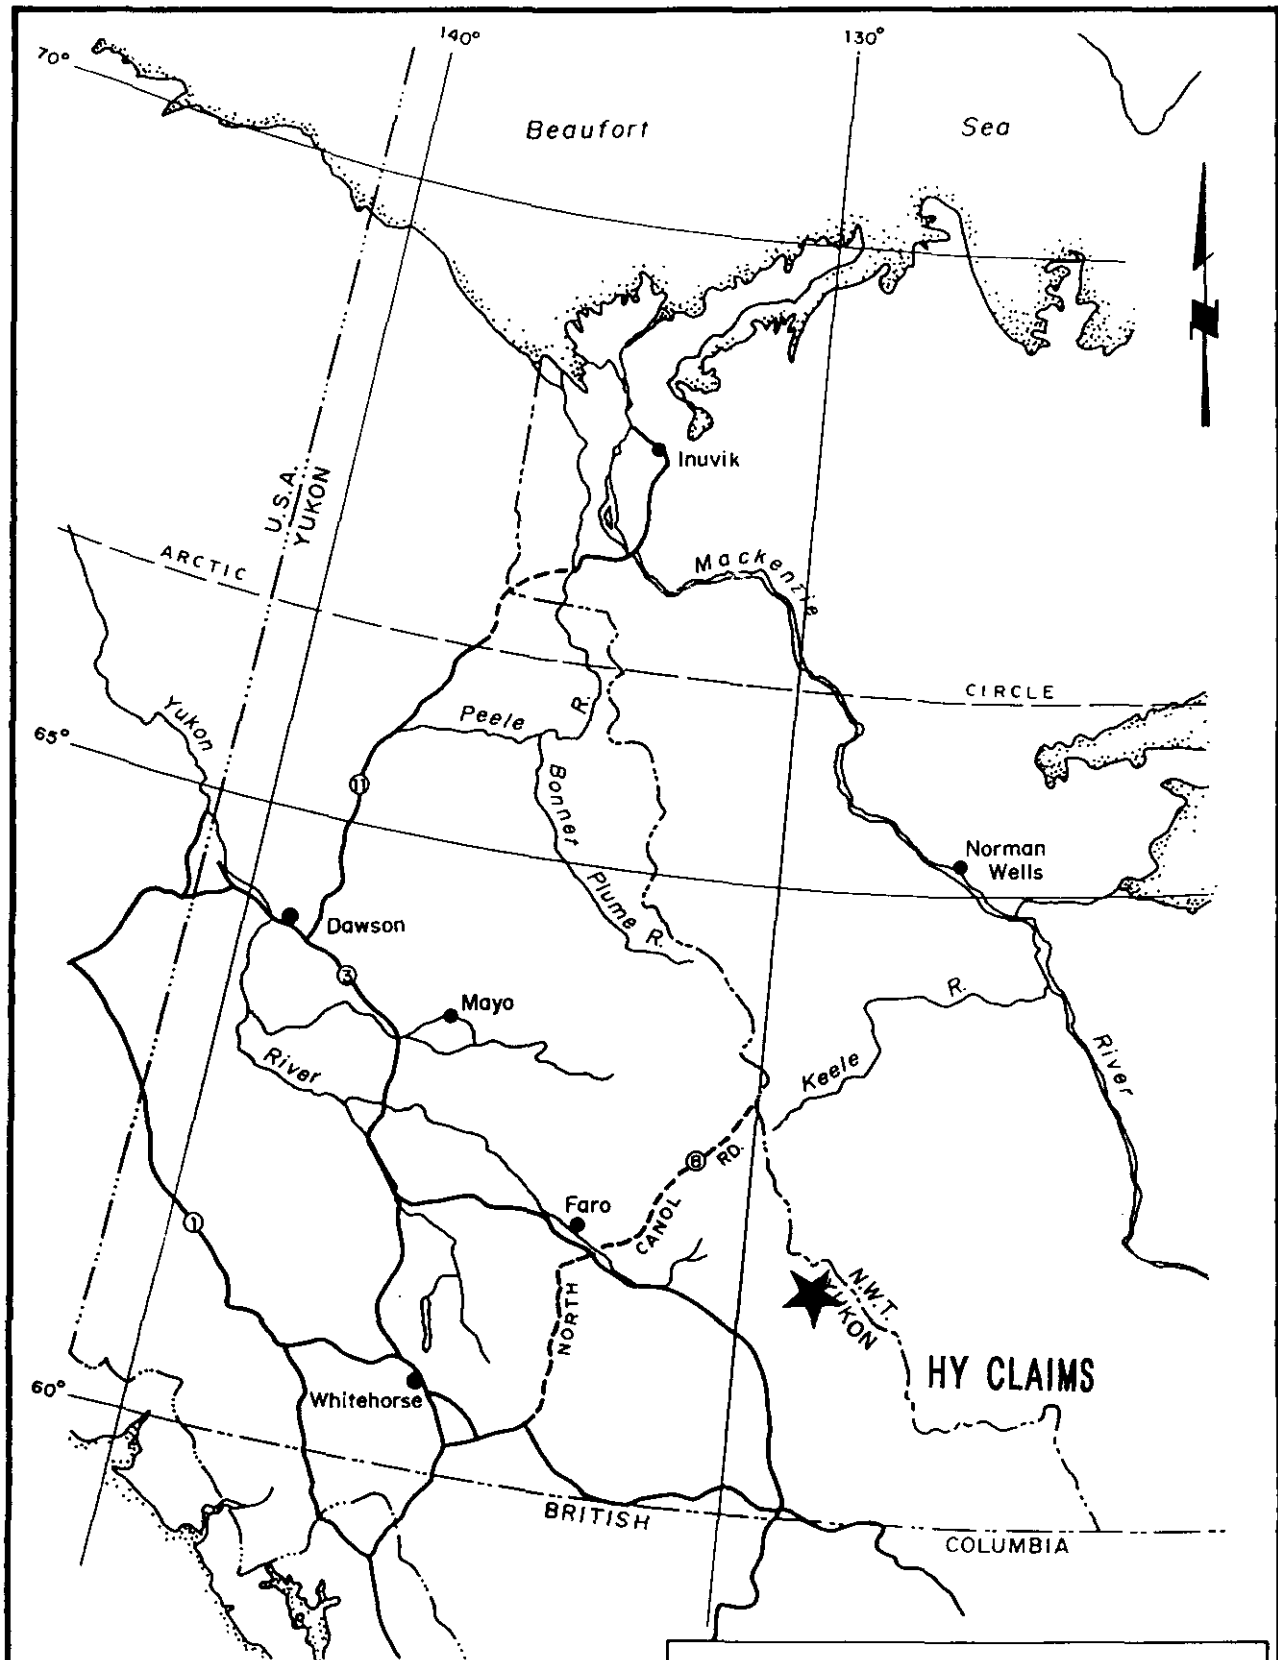 140°
130°
70°
Beaufort Sea
Inuvik
U.S.A.
YUKON
ARCTIC
Mackenzie
CIRCLE
Yukon
Peele R.
65°
11
Bonnet Plume R.
Norman
Wells
Dawson
3
Mayo
R.
River
Keele
River
8
RD.
CANOL
Faro
1
NORTH
N.W.T.
YUKON
HY CLAIMS
60°
Whitehorse
BRITISH
COLUMBIA